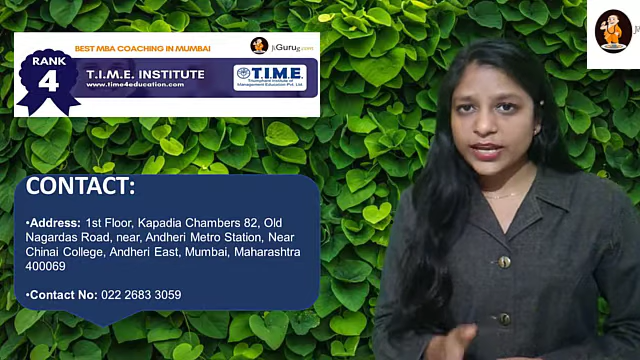 BEST MBA COACHING IN MUMBAI
JiGuruG.com
RANK
4
T.I.M.E. INSTITUTE
www.time4education.com
T.I.M.E.
Triumphant Institute of
Management Education Pvt. Ltd.
CONTACT:
•Address: 1st Floor, Kapadia Chambers 82, Old
Nagardas Road, near, Andheri Metro Station, Near
Chinai College, Andheri East, Mumbai, Maharashtra
400069
•Contact No: 022 2683 3059